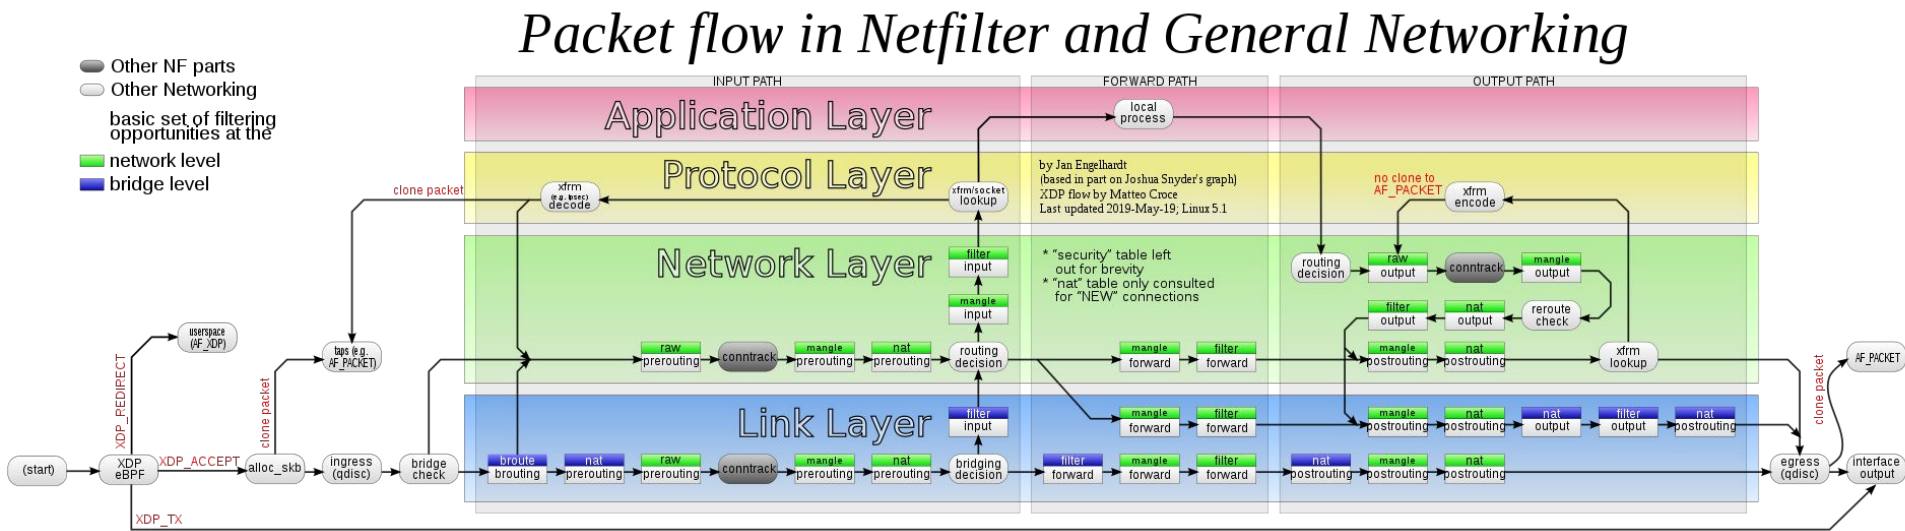 Packet flow in Netfilter and General Networking
Other NF parts
Other Networking
basic set of filtering
opportunities at the
network level
bridge level
INPUT PATH
FORWARD PATH
OUTPUT PATH
Application Layer
local
process
Protocol Layer
by Jan Engelhardt
(based in part on Joshua Snyder's graph)
XDP flow by Matteo Croce
Last updated 2019-May-19; Linux 5.1
clone packet
xfrm
(e.g. ipsec)
decode
xfrm/socket
lookup
no clone to
AF_PACKET
xfrm
encode
Network Layer
filter
input
mangle
input
* "security" table left
out for brevity
* "nat" table only consulted
for "NEW" connections
routing
decision
raw
output
conntrack
mangle
output
filter
output
nat
output
reroute
check
userspace
(AF_XDP)
taps (e.g.
AF_PACKET)
raw
prerouting
conntrack
mangle
prerouting
nat
prerouting
routing
decision
mangle
forward
filter
forward
mangle
postrouting
nat
postrouting
xfrm
lookup
AF_PACKET
XDP_REDIRECT
clone packet
clone packet
Link Layer
filter
input
mangle
forward
filter
forward
mangle
postrouting
nat
postrouting
nat
output
filter
output
nat
postrouting
(start)
XDP
eBPF
XDP_ACCEPT
alloc_skb
ingress
(qdisc)
bridge
check
broute
brouting
nat
prerouting
raw
prerouting
conntrack
mangle
prerouting
nat
prerouting
bridging
decision
filter
forward
mangle
forward
filter
forward
nat
postrouting
mangle
postrouting
nat
postrouting
egress
(qdisc)
interface
output
XDP_TX